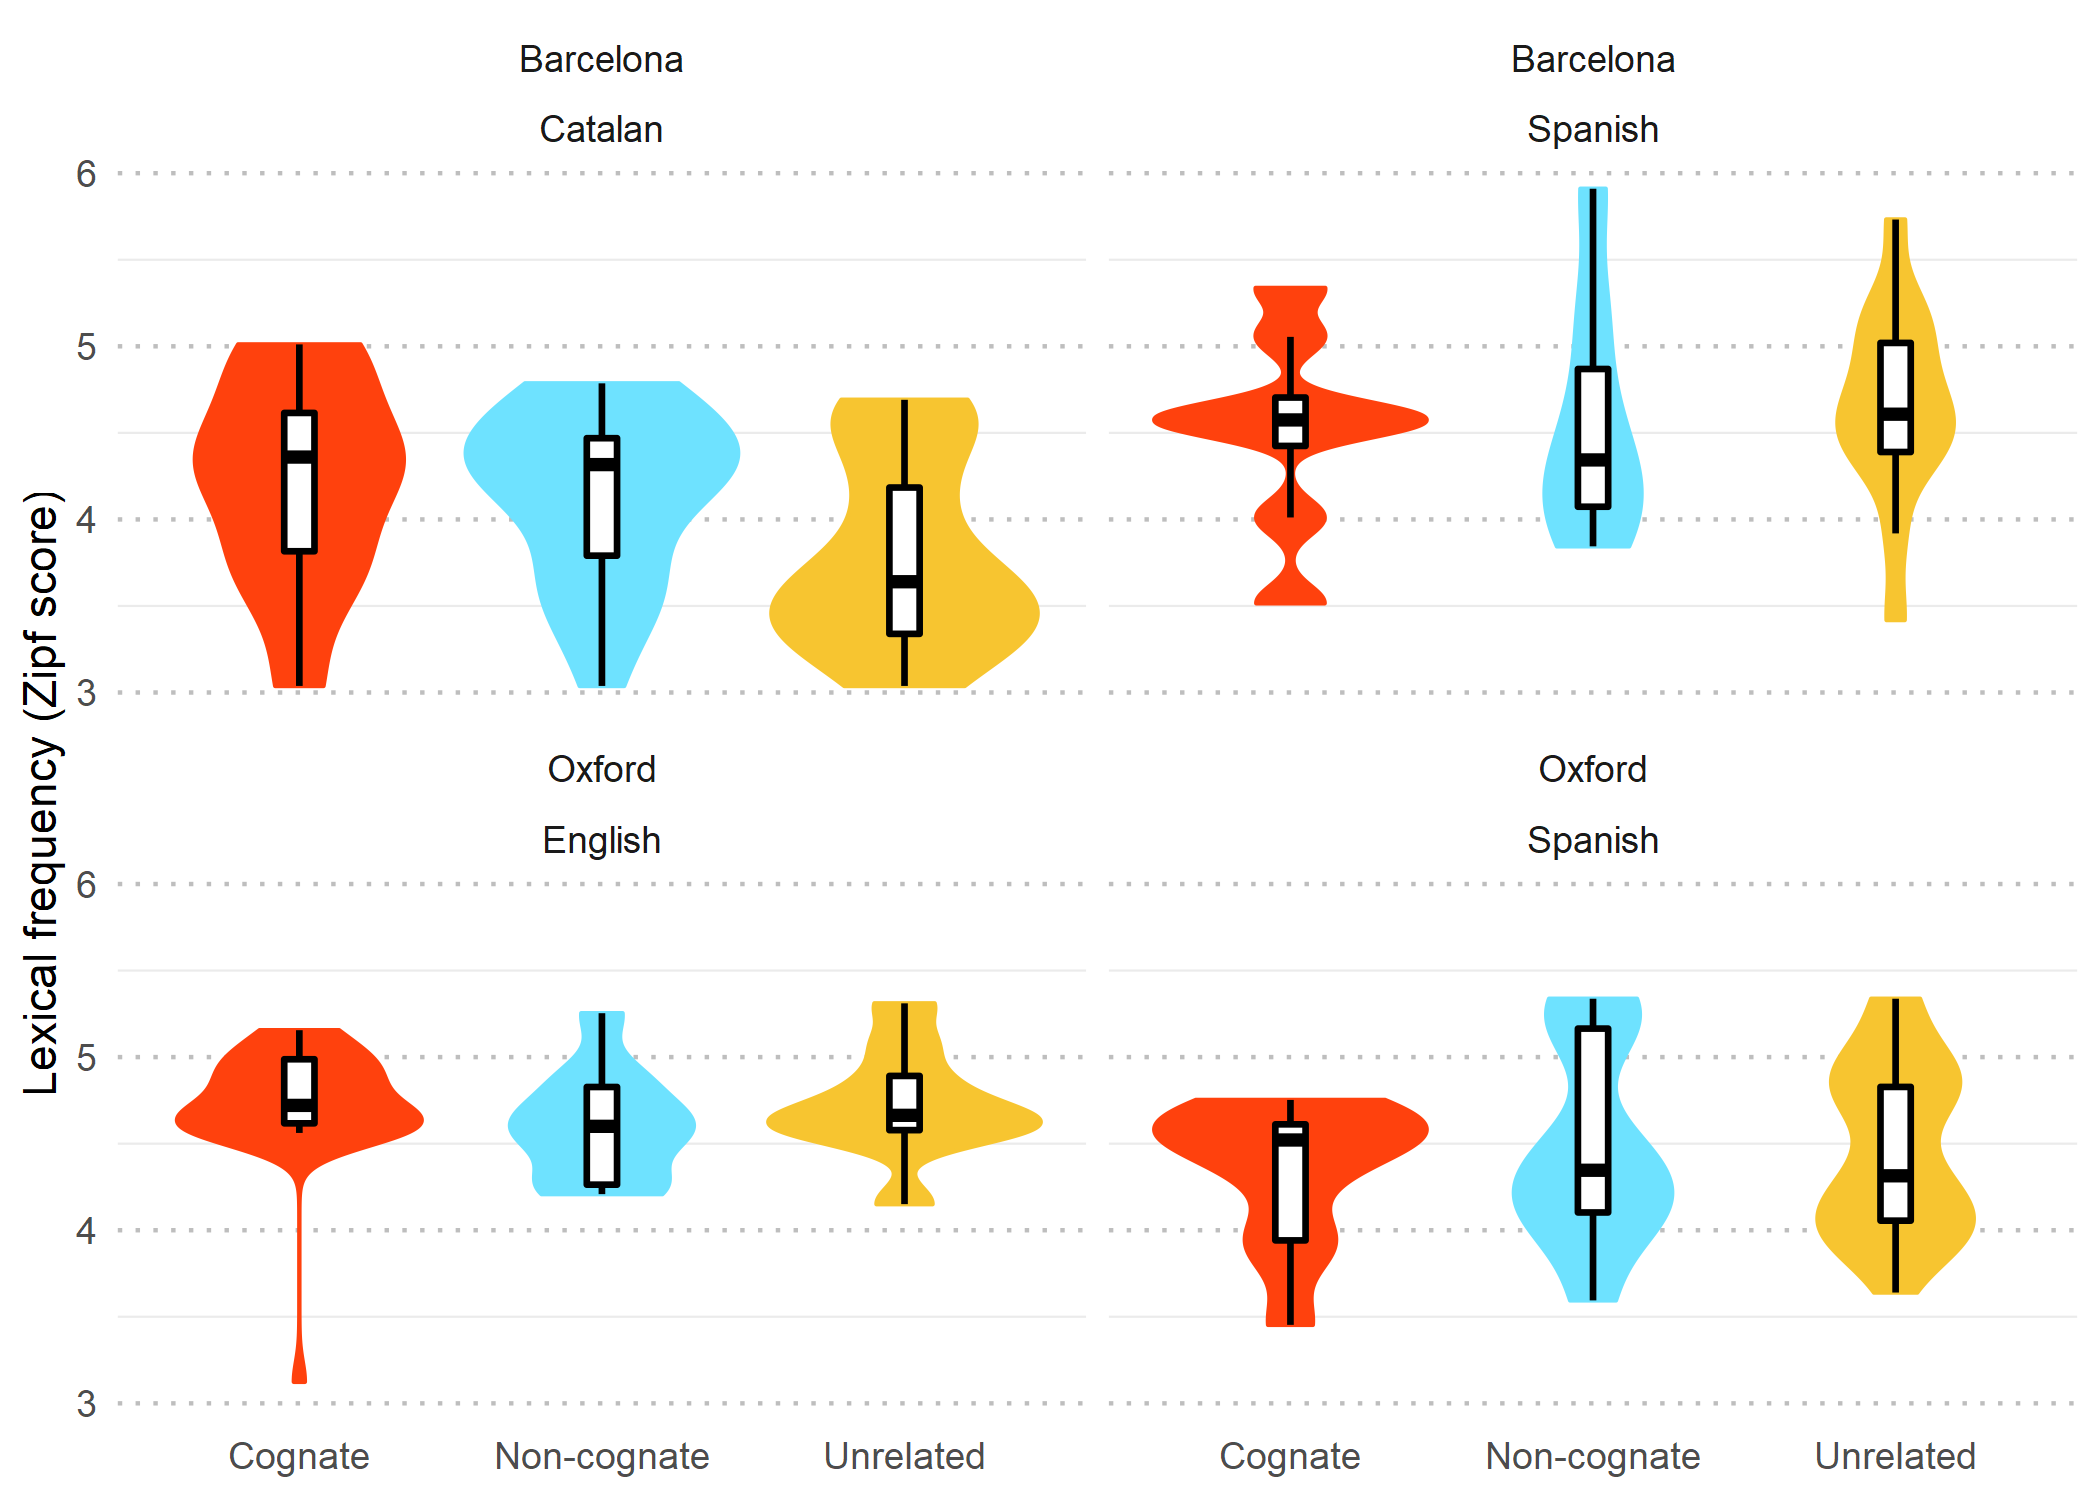 Barcelona
Catalan
Barcelona
Spanish
6
5
4
3
Oxford
English
Oxford
Spanish
6
5
4
3
Cognate
Non-cognate
Unrelated
Cognate
Non-cognate
Unrelated
Lexical frequency (Zipf score)